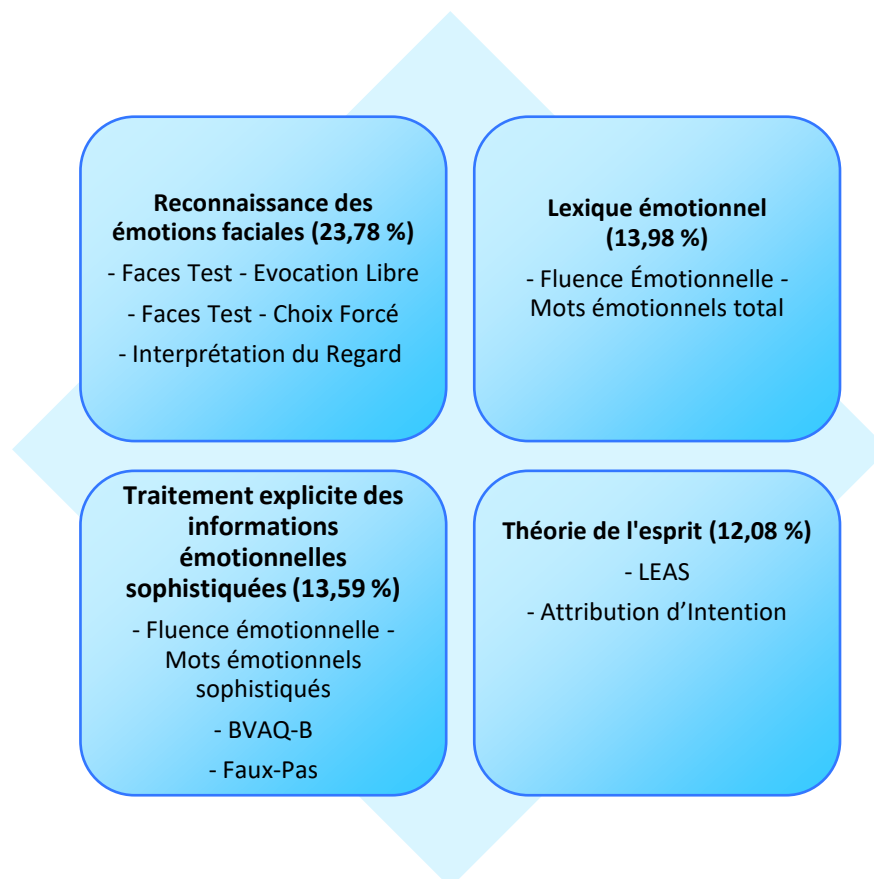 Reconnaissance des
émotions faciales (23,78 %)
- Faces Test - Evocation Libre
- Faces Test - Choix Forcé
- Interprétation du Regard
Lexique émotionnel
(13,98 %)
- Fluence Émotionnelle -
Mots émotionnels total
Traitement explicite des
informations
émotionnelles
sophistiquées (13,59 %)
- Fluence émotionnelle -
Mots émotionnels
sophistiqués
- BVAQ-B
- Faux-Pas
Théorie de l'esprit (12,08 %)
- LEAS
- Attribution d’Intention